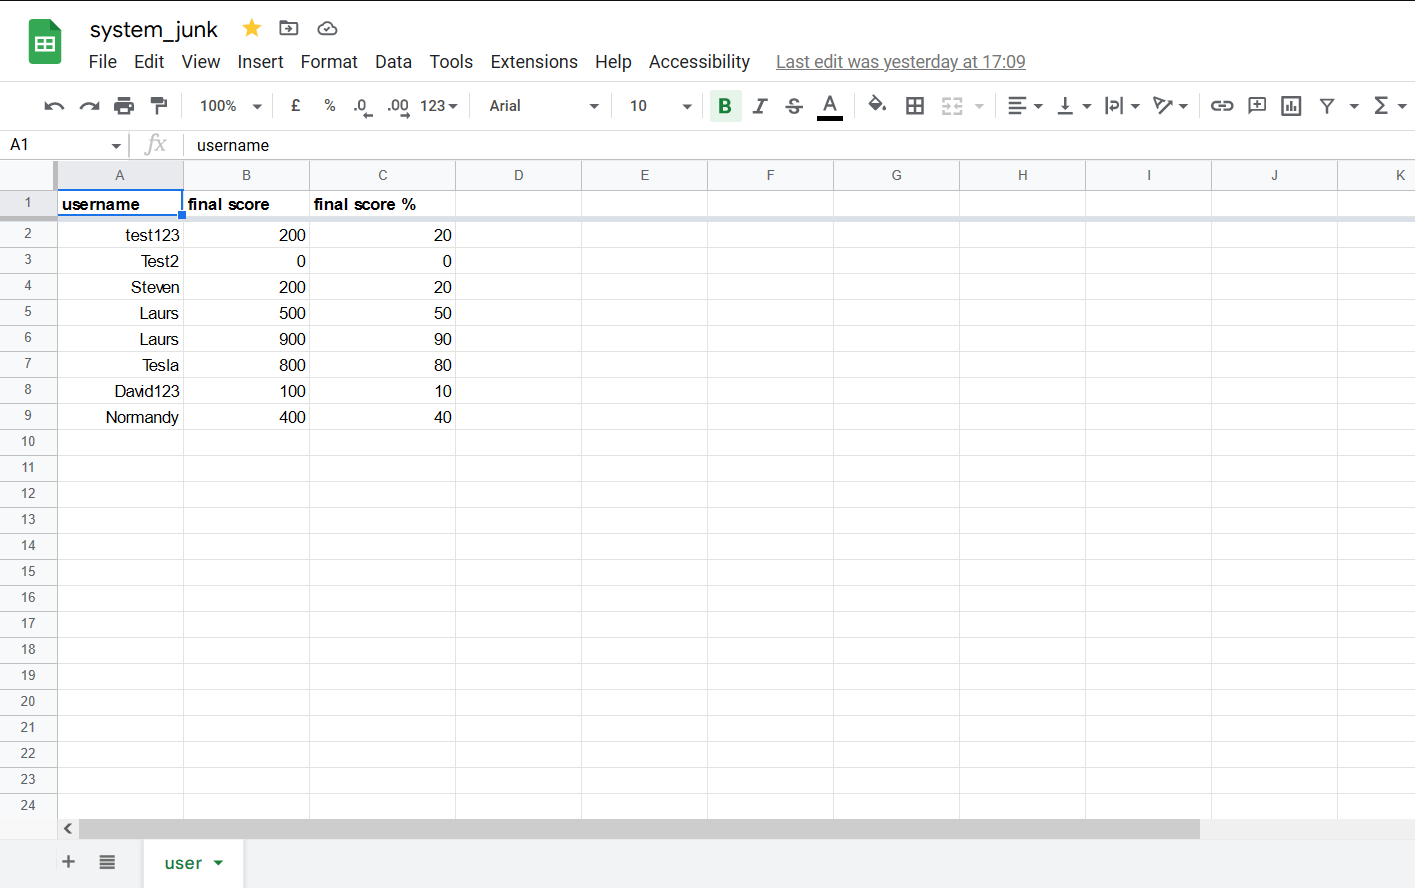 system_junk
File Edit View Insert Format Data Tools Extensions Help Accessibility Last edit was yesterday at 17:09
100% £ % .0 .00 123 Arial 10 B I S A Σ
A1 fx username
A B C D E F G H I J K
1 username final score final score %
2 test123 200 20
3 Test2 0 0
4 Steven 200 20
5 Laurs 500 50
6 Laurs 900 90
7 Tesla 800 80
8 David123 100 10
9 Normandy 400 40
10
11
12
13
14
15
16
17
18
19
20
21
22
23
24
+ user